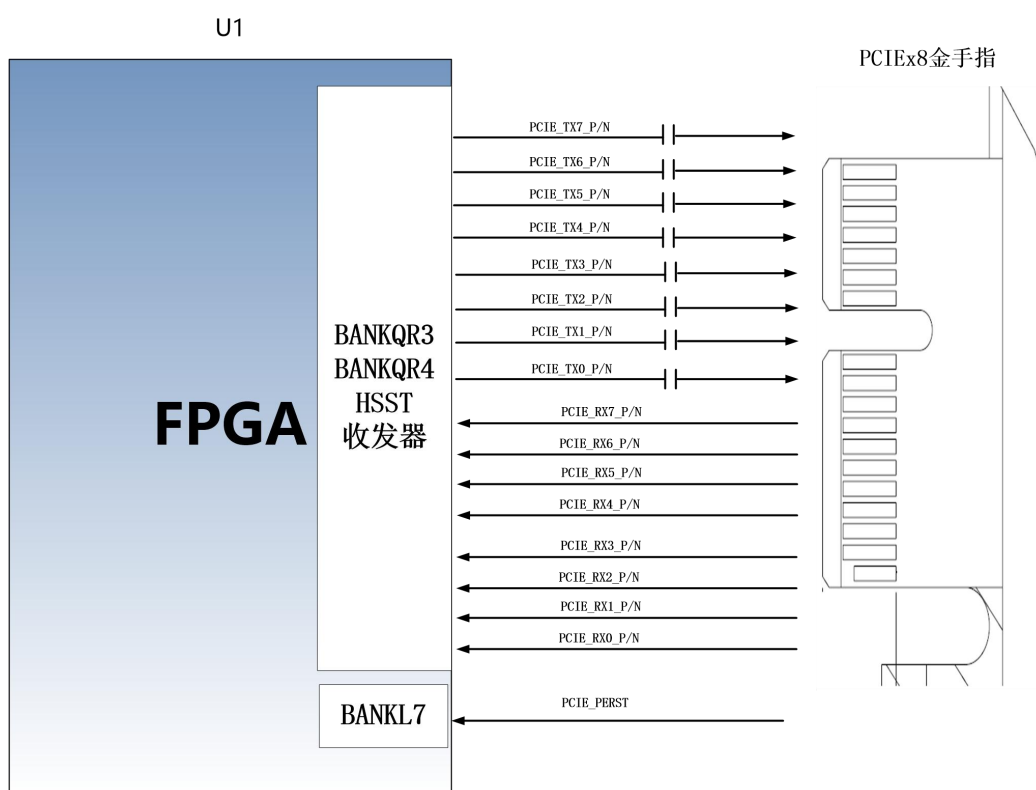 U1
PCIEx8金手指
PCIE_TX7_P/N
PCIE_TX6_P/N
PCIE_TX5_P/N
PCIE_TX4_P/N
PCIE_TX3_P/N
PCIE_TX2_P/N
PCIE_TX1_P/N
PCIE_TX0_P/N
BANKQR3
BANKQR4
HSST
收发器
FPGA
PCIE_RX7_P/N
PCIE_RX6_P/N
PCIE_RX5_P/N
PCIE_RX4_P/N
PCIE_RX3_P/N
PCIE_RX2_P/N
PCIE_RX1_P/N
PCIE_RX0_P/N
BANKL7
PCIE_PERST